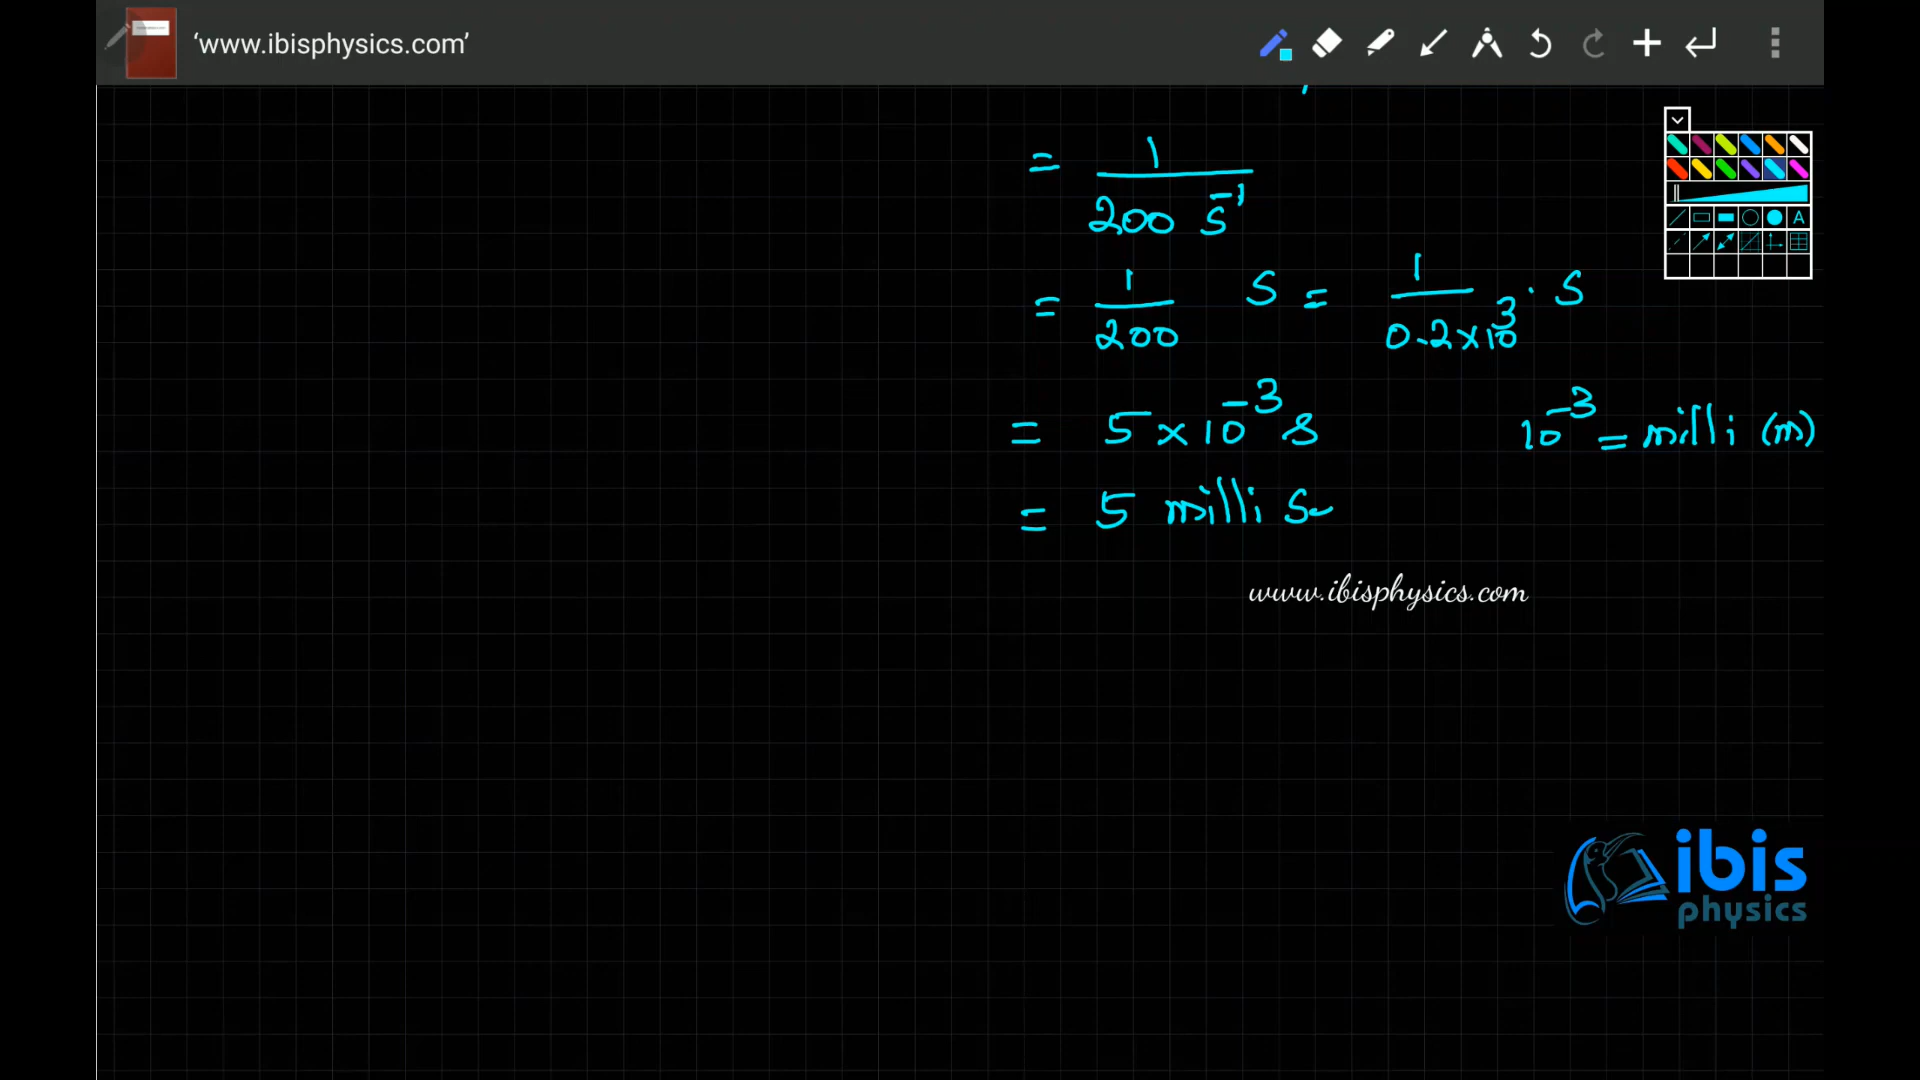 ‘www.ibisphysics.com’
= 1 / 200 s⁻¹
= 1 / 200 S = 1 / 0.2×10³ · S
= 5×10⁻³ s 10⁻³ = milli (m)
= 5 milli Se
www.ibisphysics.com
A
ibis
physics